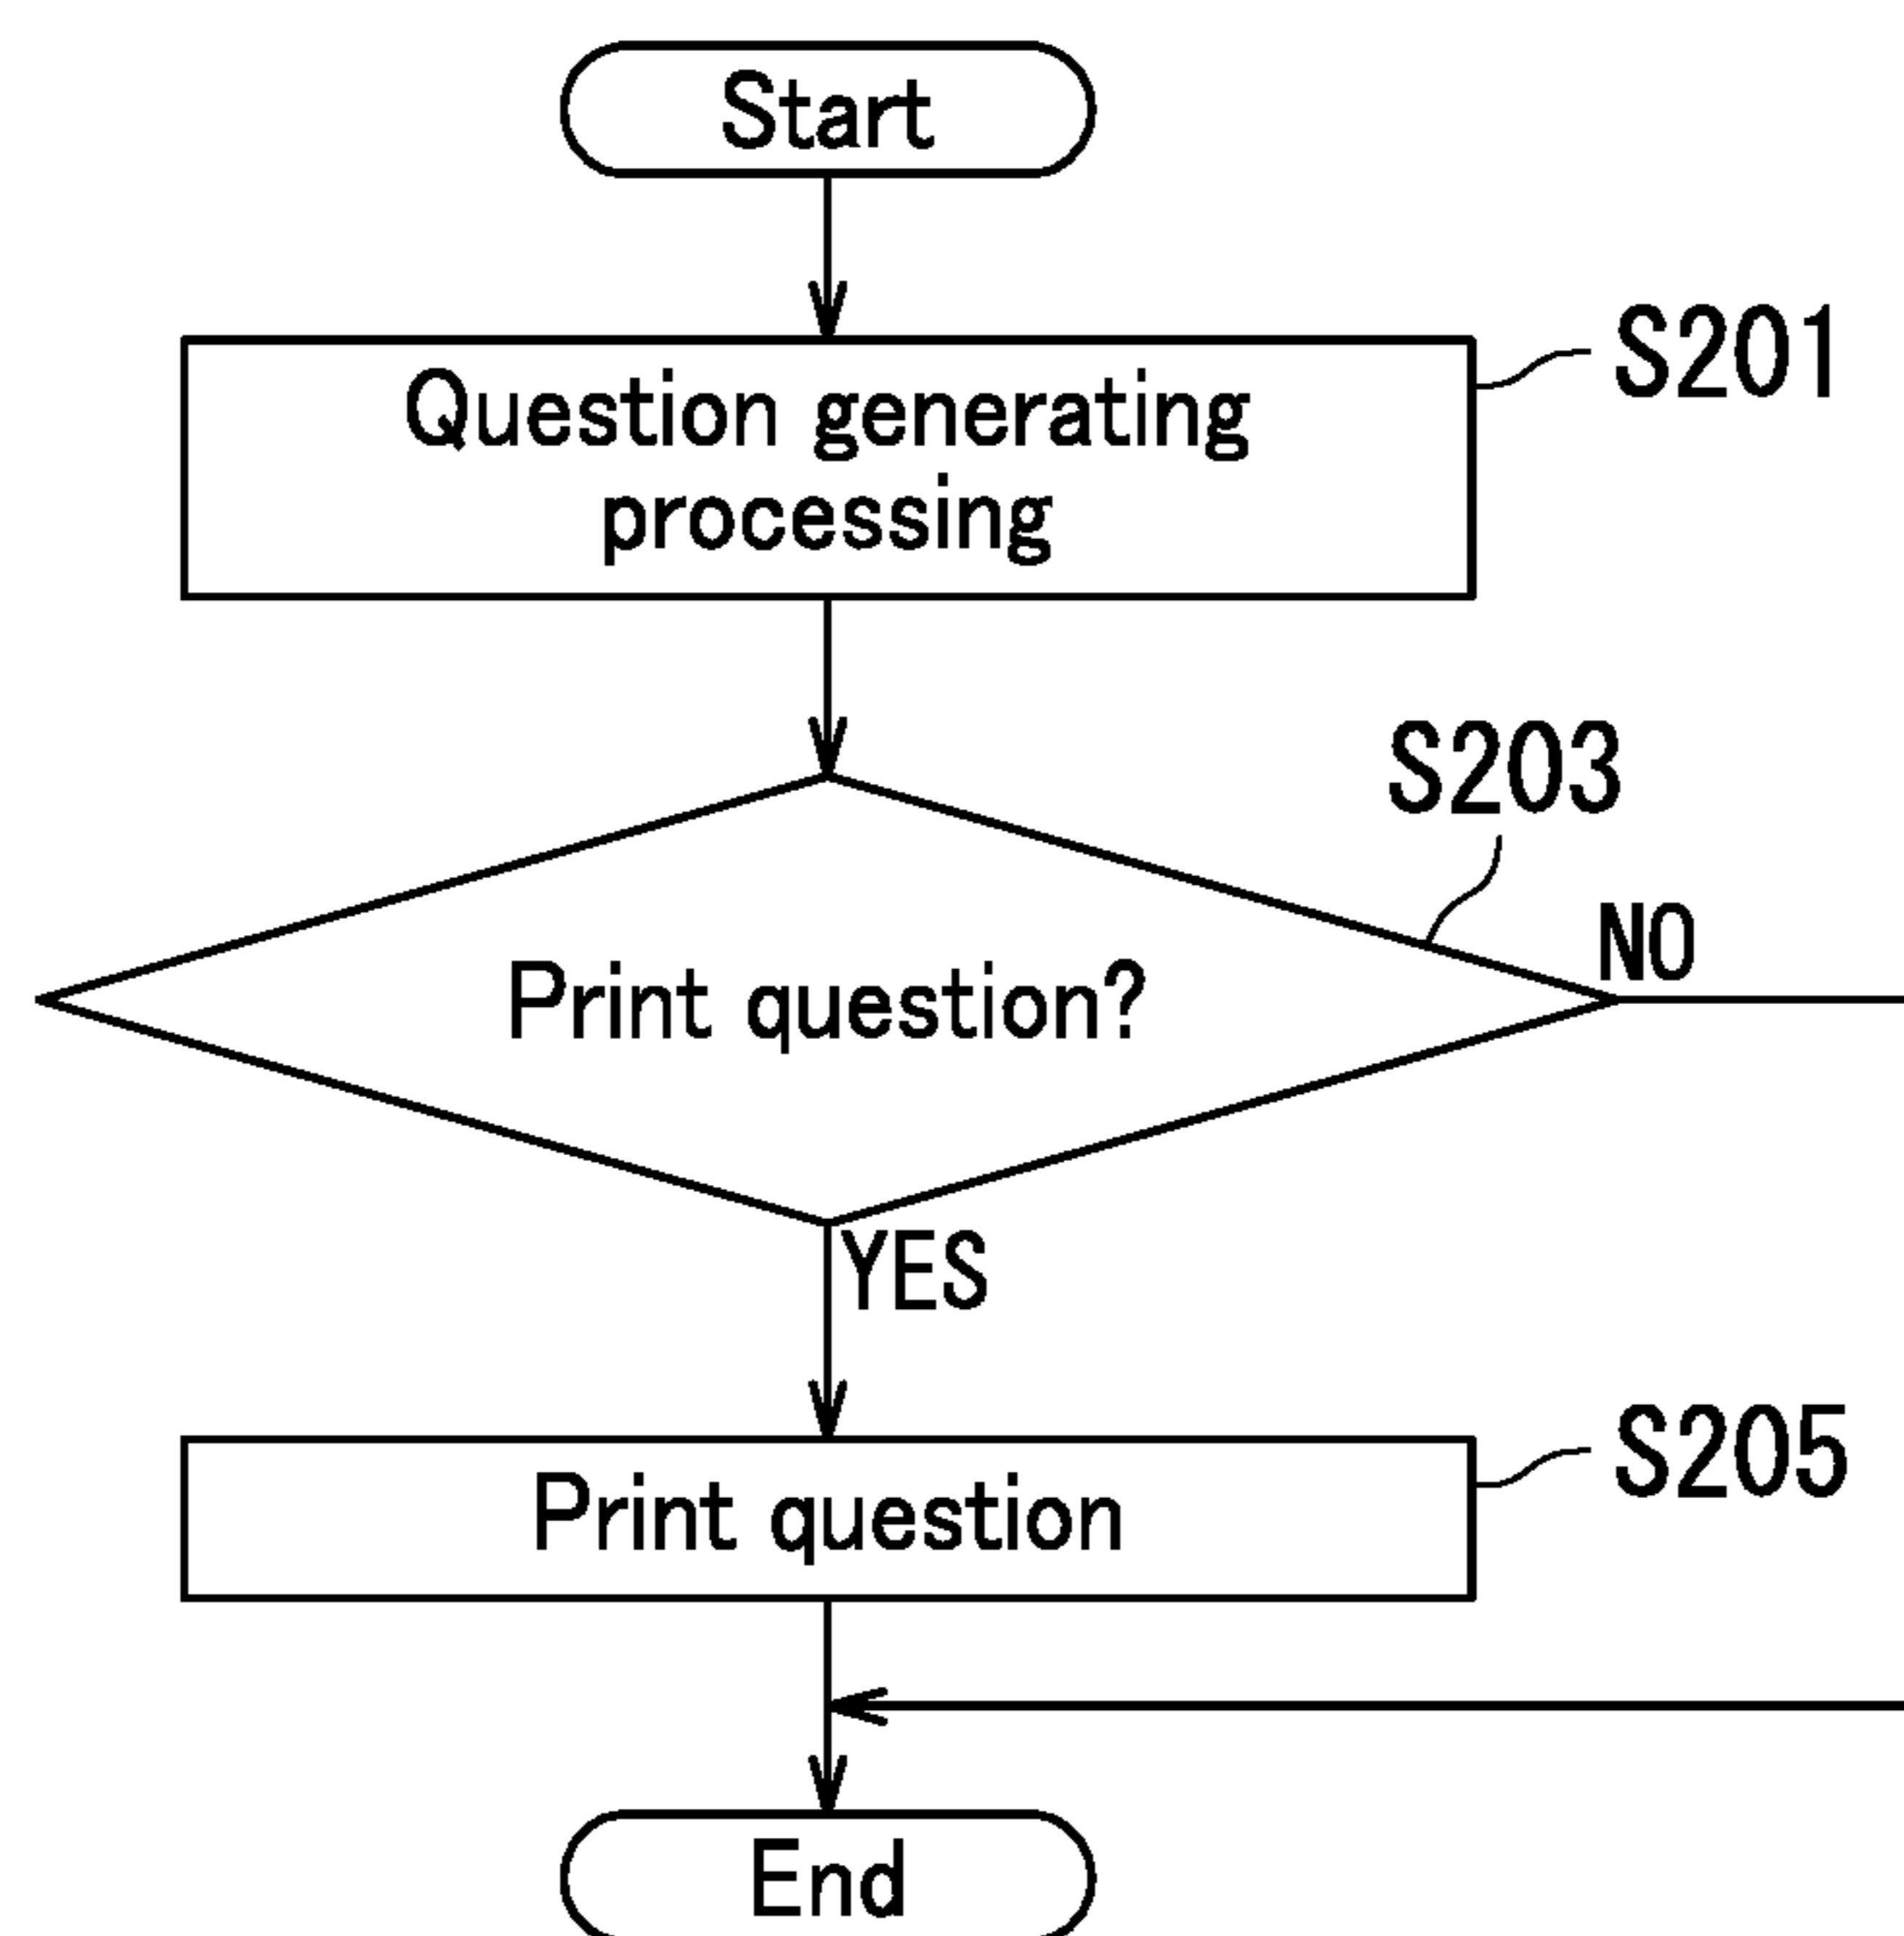 Start
S201
Question generating
processing
S203
NO
Print question?
YES
S205
Print question
End